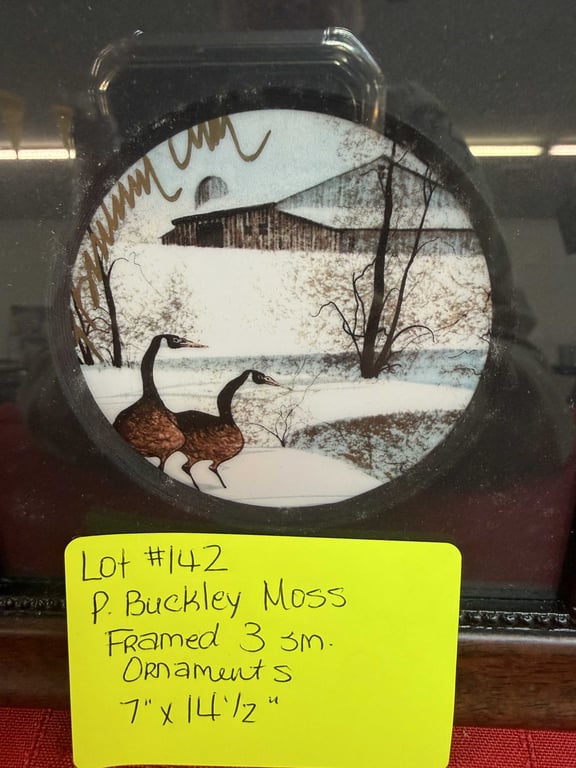 Lot #142
P. Buckley Moss
Framed 3 sm.
Ornaments
7" x 14 1/2"